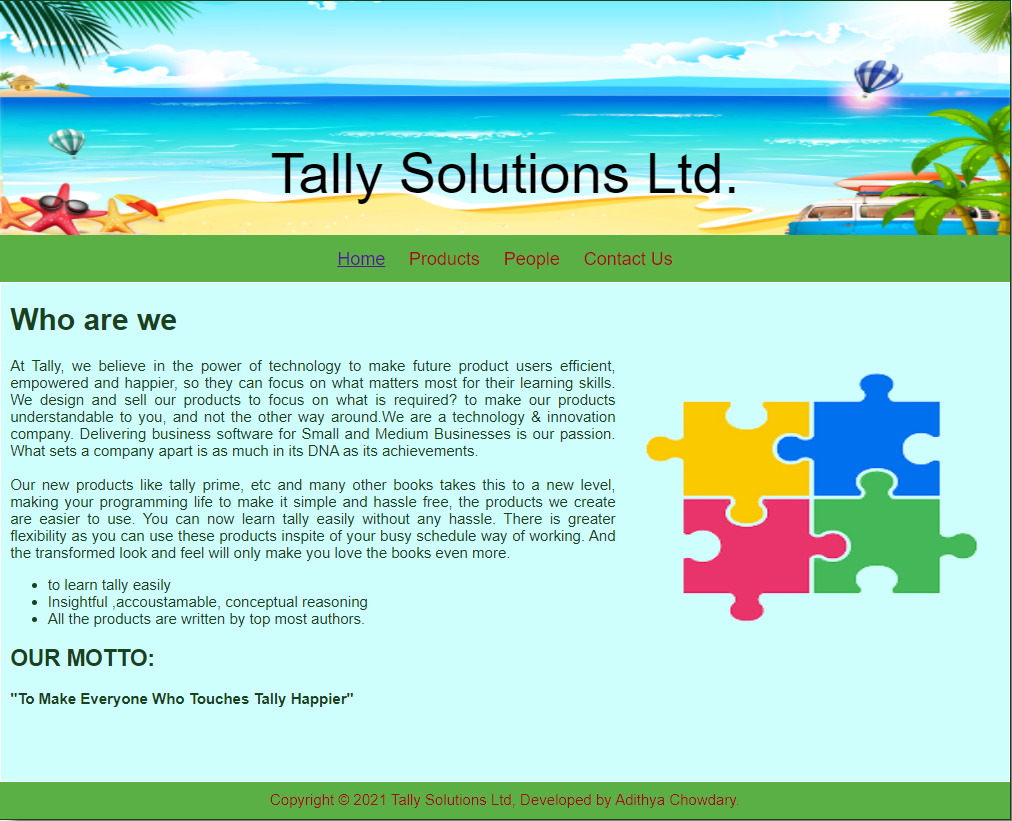 Tally Solutions Ltd.
Home Products People Contact Us
Who are we
At Tally, we believe in the power of technology to make future product users efficient,
empowered and happier, so they can focus on what matters most for their learning skills.
We design and sell our products to focus on what is required? to make our products
understandable to you, and not the other way around.We are a technology & innovation
company. Delivering business software for Small and Medium Businesses is our passion.
What sets a company apart is as much in its DNA as its achievements.
Our new products like tally prime, etc and many other books takes this to a new level,
making your programming life to make it simple and hassle free, the products we create
are easier to use. You can now learn tally easily without any hassle. There is greater
flexibility as you can use these products inspite of your busy schedule way of working. And
the transformed look and feel will only make you love the books even more.
• to learn tally easily
• Insightful ,accoustamable, conceptual reasoning
• All the products are written by top most authors.
OUR MOTTO:
"To Make Everyone Who Touches Tally Happier"
Copyright © 2021 Tally Solutions Ltd, Developed by Adithya Chowdary.